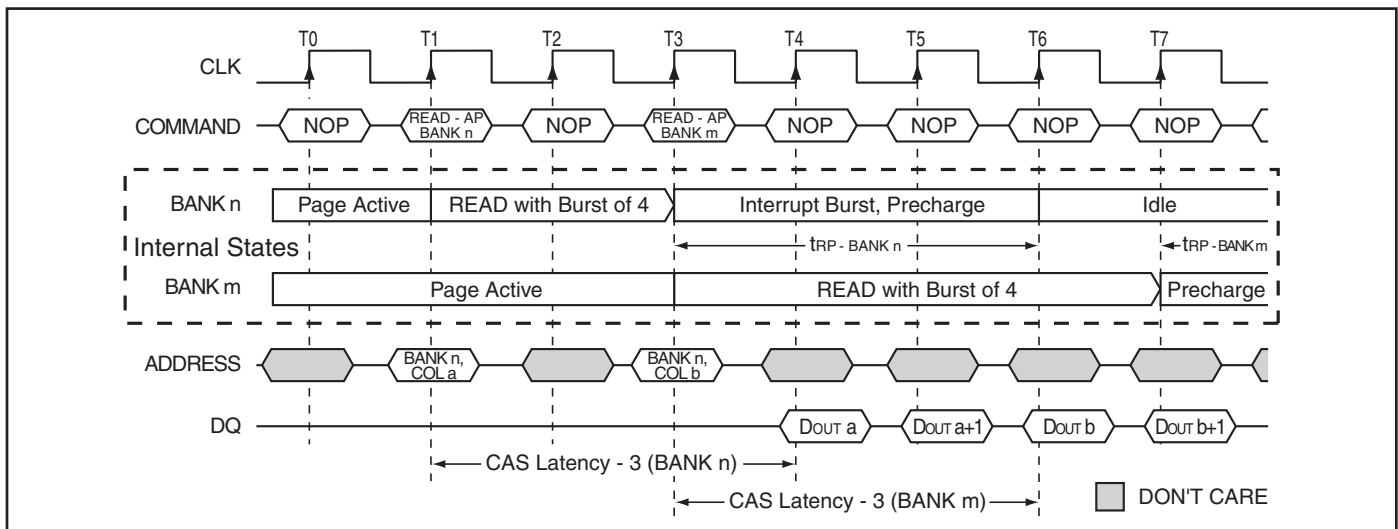 T0 T1 T2 T3 T4 T5 T6 T7
CLK
COMMAND NOP READ - AP BANK n NOP READ - AP BANK m NOP NOP NOP NOP
BANK n Page Active READ with Burst of 4 Interrupt Burst, Precharge Idle
Internal States tRP - BANK n tRP - BANK m
BANK m Page Active READ with Burst of 4 Precharge
ADDRESS BANK n, COL a BANK n, COL b
DQ DOUT a DOUT a+1 DOUT b DOUT b+1
CAS Latency - 3 (BANK n)
CAS Latency - 3 (BANK m) DON'T CARE